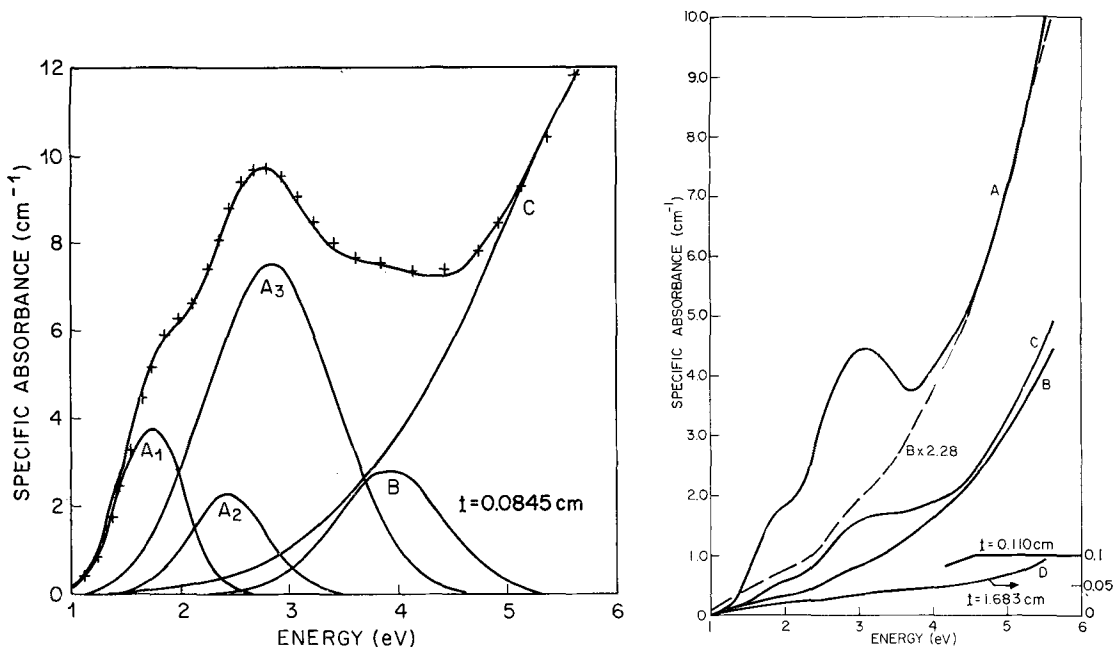 12
10
8
6
4
2
0
1
2
3
4
5
6
SPECIFIC ABSORBANCE (cm⁻¹)
ENERGY (eV)
A₁
A₂
A₃
B
C
t=0.0845cm
10.0
9.0
8.0
7.0
6.0
5.0
4.0
3.0
2.0
1.0
0
1
2
3
4
5
6
SPECIFIC ABSORBANCE (cm⁻¹)
ENERGY (eV)
A
C
B
B x 2.28
t=0.110cm
D
t=1.683 cm
0.1
0.05
0